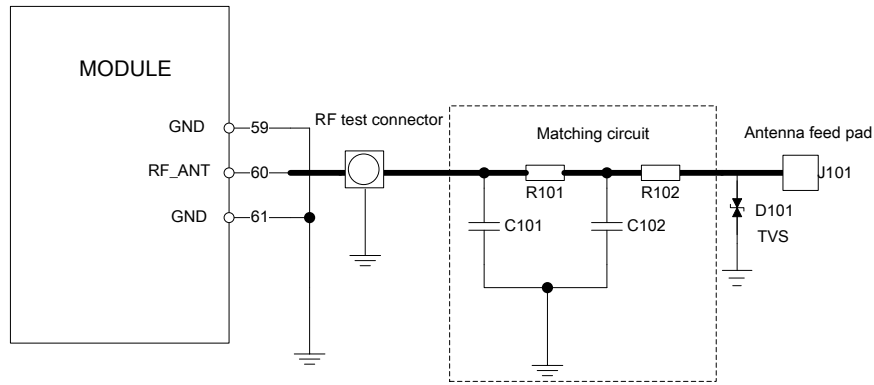 MODULE
GND
59
RF_ANT
60
GND
61
RF test connector
Matching circuit
R101
R102
C101
C102
Antenna feed pad
J101
D101
TVS